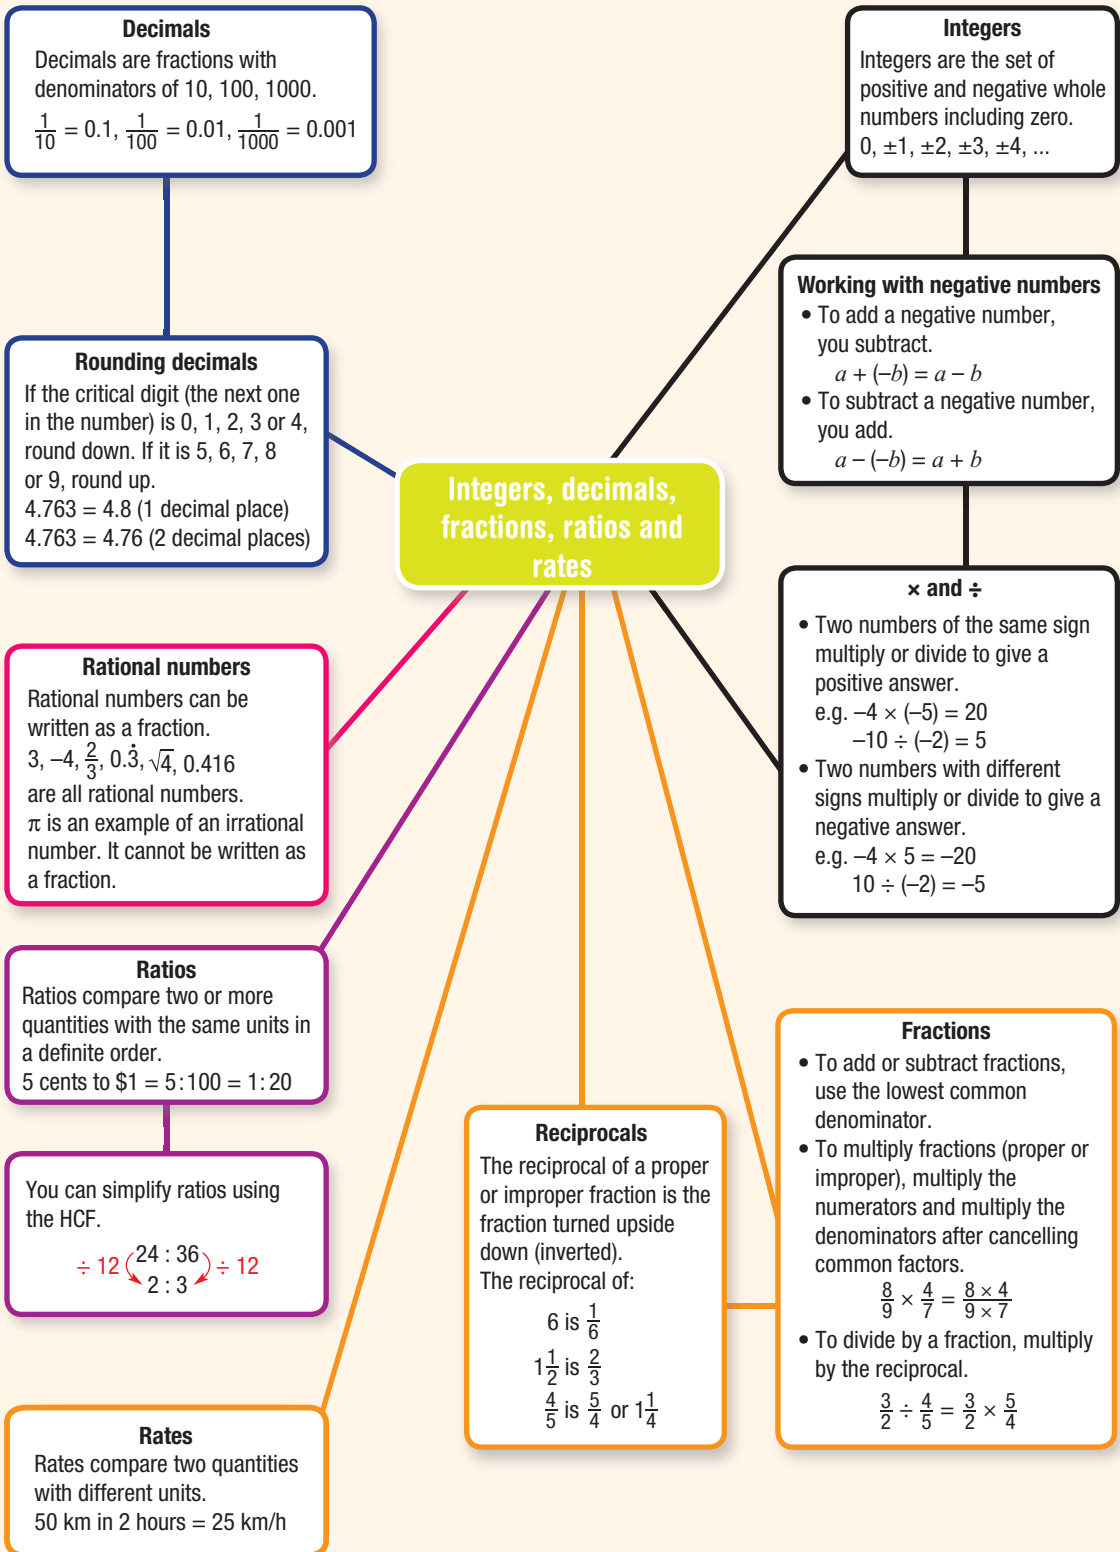 Decimals
Decimals are fractions with
denominators of 10, 100, 1000.
1/10 = 0.1, 1/100 = 0.01, 1/1000 = 0.001
Integers
Integers are the set of
positive and negative whole
numbers including zero.
0, ±1, ±2, ±3, ±4, ...
Working with negative numbers
• To add a negative number,
you subtract.
a + (–b) = a – b
• To subtract a negative number,
you add.
a – (–b) = a + b
Rounding decimals
If the critical digit (the next one
in the number) is 0, 1, 2, 3 or 4,
round down. If it is 5, 6, 7, 8
or 9, round up.
4.763 = 4.8 (1 decimal place)
4.763 = 4.76 (2 decimal places)
Integers, decimals,
fractions, ratios and
rates
× and ÷
• Two numbers of the same sign
multiply or divide to give a
positive answer.
e.g. –4 × (–5) = 20
–10 ÷ (–2) = 5
• Two numbers with different
signs multiply or divide to give a
negative answer.
e.g. –4 × 5 = –20
10 ÷ (–2) = –5
Rational numbers
Rational numbers can be
written as a fraction.
3, –4, 2/3, 0.3̇, √4, 0.416
are all rational numbers.
π is an example of an irrational
number. It cannot be written as
a fraction.
Ratios
Ratios compare two or more
quantities with the same units in
a definite order.
5 cents to $1 = 5:100 = 1:20
You can simplify ratios using
the HCF.
÷ 12 24 : 36 ÷ 12
2 : 3
Rates
Rates compare two quantities
with different units.
50 km in 2 hours = 25 km/h
Reciprocals
The reciprocal of a proper
or improper fraction is the
fraction turned upside
down (inverted).
The reciprocal of:
6 is 1/6
1 1/2 is 2/3
4/5 is 5/4 or 1 1/4
Fractions
• To add or subtract fractions,
use the lowest common
denominator.
• To multiply fractions (proper or
improper), multiply the
numerators and multiply the
denominators after cancelling
common factors.
8/9 × 4/7 = 8 × 4/9 × 7
• To divide by a fraction, multiply
by the reciprocal.
3/2 ÷ 4/5 = 3/2 × 5/4